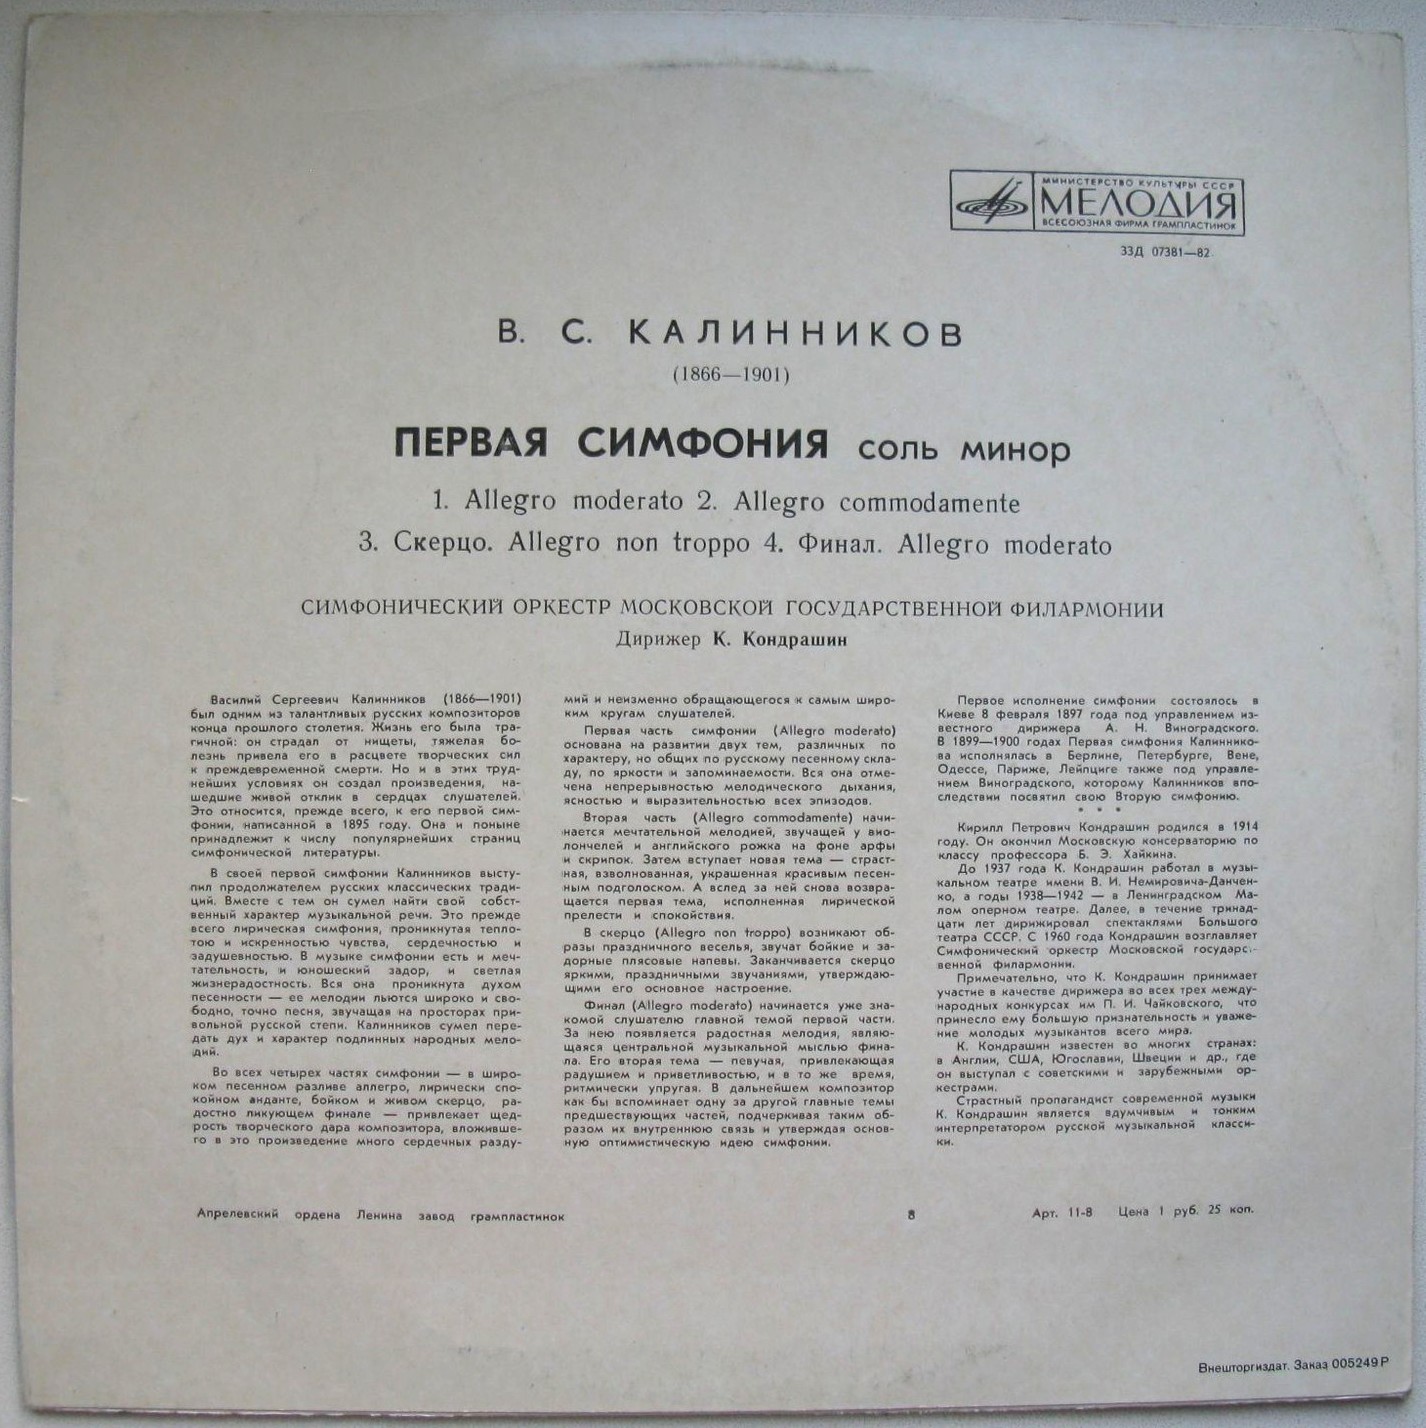 МИНИСТЕРСТВО КУЛЬТУРЫ СССР
МЕЛОДИЯ
ВСЕСОЮЗНАЯ ФИРМА ГРАМПЛАСТИНОК
33Д 07381—82
В. С. КАЛИННИКОВ
(1866—1901)
ПЕРВАЯ СИМФОНИЯ соль минор
1. Allegro moderato 2. Allegro commodamente
3. Скерцо. Allegro non troppo 4. Финал. Allegro moderato
СИМФОНИЧЕСКИЙ ОРКЕСТР МОСКОВСКОЙ ГОСУДАРСТВЕННОЙ ФИЛАРМОНИИ
Дирижер К. Кондрашин
Василий Сергеевич Калинников (1866—1901)
был одним из талантливых русских композиторов
конца прошлого столетия. Жизнь его была тра-
гичной: он страдал от нищеты, тяжелая бо-
лезнь привела его в расцвете творческих сил
к преждевременной смерти. Но и в этих труд-
нейших условиях он создал произведения, на-
шедшие живой отклик в сердцах слушателей.
Это относится, прежде всего, к его первой сим-
фонии, написанной в 1895 году. Она и поныне
принадлежит к числу популярнейших страниц
симфонической литературы.
В своей первой симфонии Калинников высту-
пил продолжателем русских классических тради-
ций. Вместе с тем он сумел найти свой собст-
венный характер музыкальной речи. Это прежде
всего лирическая симфония, проникнутая тепло-
тою и искренностью чувства, сердечностью и
задушевностью. В музыке симфонии есть и меч-
тательность, и юношеский задор, и светлая
жизнерадостность. Вся она проникнута духом
песенности — ее мелодии льются широко и сво-
бодно, точно песня, звучащая на просторах при-
вольной русской степи. Калинников сумел пере-
дать дух и характер подлинных народных мело-
дий.
Во всех четырех частях симфонии — в широ-
ком песенном разливе аллегро, лирически спо-
койном анданте, бойком и живом скерцо, ра-
достно ликующем финале — привлекает щед-
рость творческого дара композитора, вложивше-
го в это произведение много сердечных разду-
мий и неизменно обращающегося к самым широ-
ким кругам слушателей.
Первая часть симфонии (Allegro moderato)
основана на развитии двух тем, различных по
характеру, но общих по русскому песенному скла-
ду, по яркости и запоминаемости. Вся она отме-
чена непрерывностью мелодического дыхания,
ясностью и выразительностью всех эпизодов.
Вторая часть (Allegro commodamente) начи-
нается мечтательной мелодией, звучащей у вио-
лончелей и английского рожка на фоне арфы
и скрипок. Затем вступает новая тема — страст-
ная, взволнованная, украшенная красивым песен-
ным подголоском. А вслед за ней снова возвра-
щается первая тема, исполненная лирической
прелести и спокойствия.
В скерцо (Allegro non troppo) возникают об-
разы праздничного веселья, звучат бойкие и за-
дорные плясовые напевы. Заканчивается скерцо
яркими, праздничными звучаниями, утверждаю-
щими его основное настроение.
Финал (Allegro moderato) начинается уже зна-
комой слушателю главной темой первой части.
За нею появляется радостная мелодия, являю-
щаяся центральной музыкальной мыслью фина-
ла. Его вторая тема — певучая, привлекающая
радушием и приветливостью, и в то же время,
ритмически упругая. В дальнейшем композитор
как бы вспоминает одну за другой главные темы
предшествующих частей, подчеркивая таким об-
разом их внутреннюю связь и утверждая основ-
ную оптимистическую идею симфонии.
Первое исполнение симфонии состоялось в
Киеве 8 февраля 1897 года под управлением из-
вестного дирижера А. Н. Виноградского.
В 1899—1900 годах Первая симфония Калиннико-
ва исполнялась в Берлине, Петербурге, Вене,
Одессе, Париже, Лейпциге также под управле-
нием Виноградского, которому Калинников впо-
следствии посвятил свою Вторую симфонию.
* * *
Кирилл Петрович Кондрашин родился в 1914
году. Он окончил Московскую консерваторию по
классу профессора Б. Э. Хайкина.
До 1937 года К. Кондрашин работал в музы-
кальном театре имени В. И. Немировича-Данчен-
ко, а годы 1938—1942 — в Ленинградском Ма-
лом оперном театре. Далее, в течение тринад-
цати лет дирижировал спектаклями Большого
театра СССР. С 1960 года Кондрашин возглавляет
Симфонический оркестр Московской государст-
венной филармонии.
Примечательно, что К. Кондрашин принимает
участие в качестве дирижера во всех трех между-
народных конкурсах им П. И. Чайковского, что
принесло ему большую признательность и уваже-
ние молодых музыкантов всего мира.
К. Кондрашин известен во многих странах:
в Англии, США, Югославии, Швеции и др., где
он выступал с советскими и зарубежными ор-
кестрами.
Страстный пропагандист современной музыки
К. Кондрашин является вдумчивым и тонким
интерпретатором русской музыкальной класси-
ки.
Апрелевский ордена Ленина завод грампластинок
8
Арт. 11-8 Цена 1 руб. 25 коп.
Внешторгиздат. Заказ 005249Р